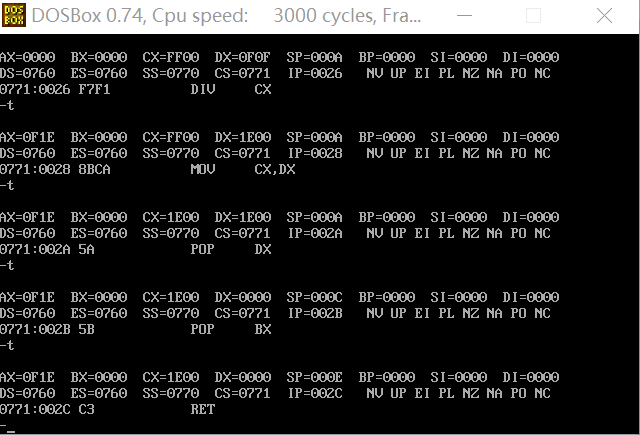 DOS
BOX
DOSBox 0.74, Cpu speed:    3000 cycles, Fra...
AX=0000  BX=0000  CX=FF00  DX=0F0F  SP=000A  BP=0000  SI=0000  DI=0000
DS=0760  ES=0760  SS=0770  CS=0771  IP=0026   NV UP EI PL NZ NA PO NC
0771:0026 F7F1          DIV     CX
-t
AX=0F1E  BX=0000  CX=FF00  DX=1E00  SP=000A  BP=0000  SI=0000  DI=0000
DS=0760  ES=0760  SS=0770  CS=0771  IP=0028   NV UP EI PL NZ NA PO NC
0771:0028 8BCA          MOV     CX,DX
-t
AX=0F1E  BX=0000  CX=1E00  DX=1E00  SP=000A  BP=0000  SI=0000  DI=0000
DS=0760  ES=0760  SS=0770  CS=0771  IP=002A   NV UP EI PL NZ NA PO NC
0771:002A 5A            POP     DX
-t
AX=0F1E  BX=0000  CX=1E00  DX=0000  SP=000C  BP=0000  SI=0000  DI=0000
DS=0760  ES=0760  SS=0770  CS=0771  IP=002B   NV UP EI PL NZ NA PO NC
0771:002B 5B            POP     BX
-t
AX=0F1E  BX=0000  CX=1E00  DX=0000  SP=000E  BP=0000  SI=0000  DI=0000
DS=0760  ES=0760  SS=0770  CS=0771  IP=002C   NV UP EI PL NZ NA PO NC
0771:002C C3            RET
-_